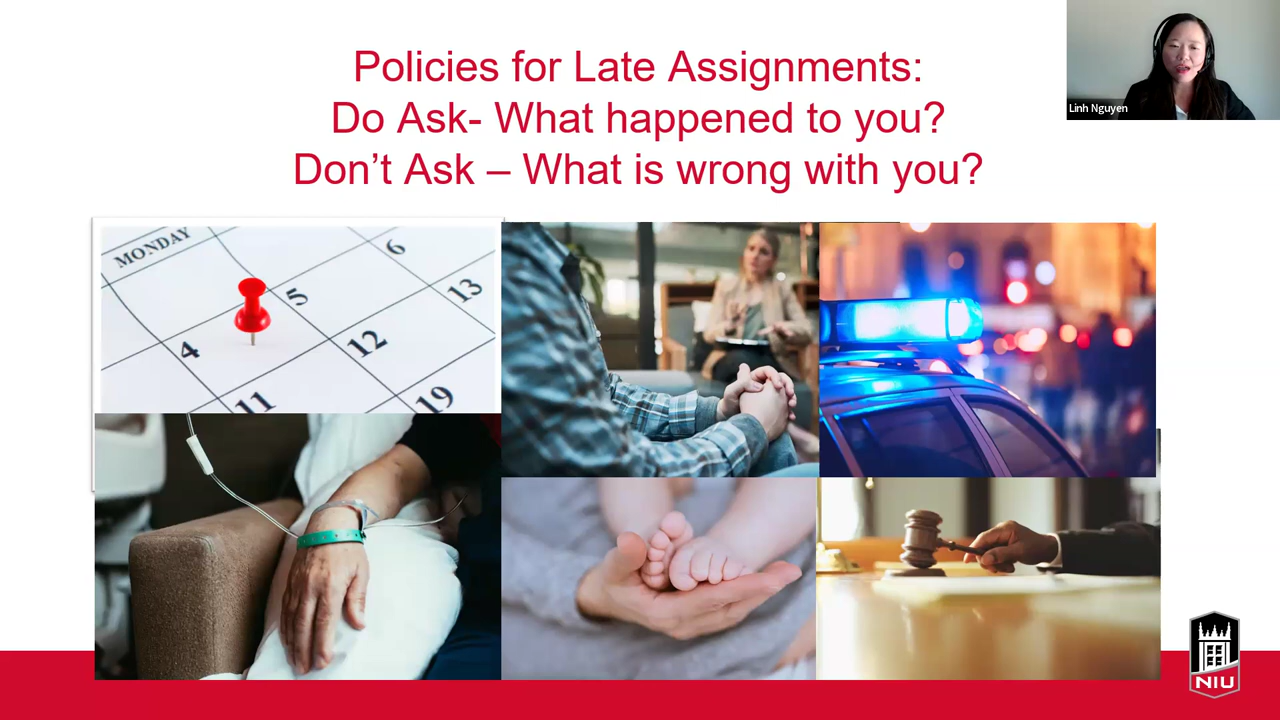 Policies for Late Assignments:
Do Ask- What happened to you?
Don’t Ask – What is wrong with you?
Linh Nguyen
MONDAY
6
5
13
4
12
11
19
NIU